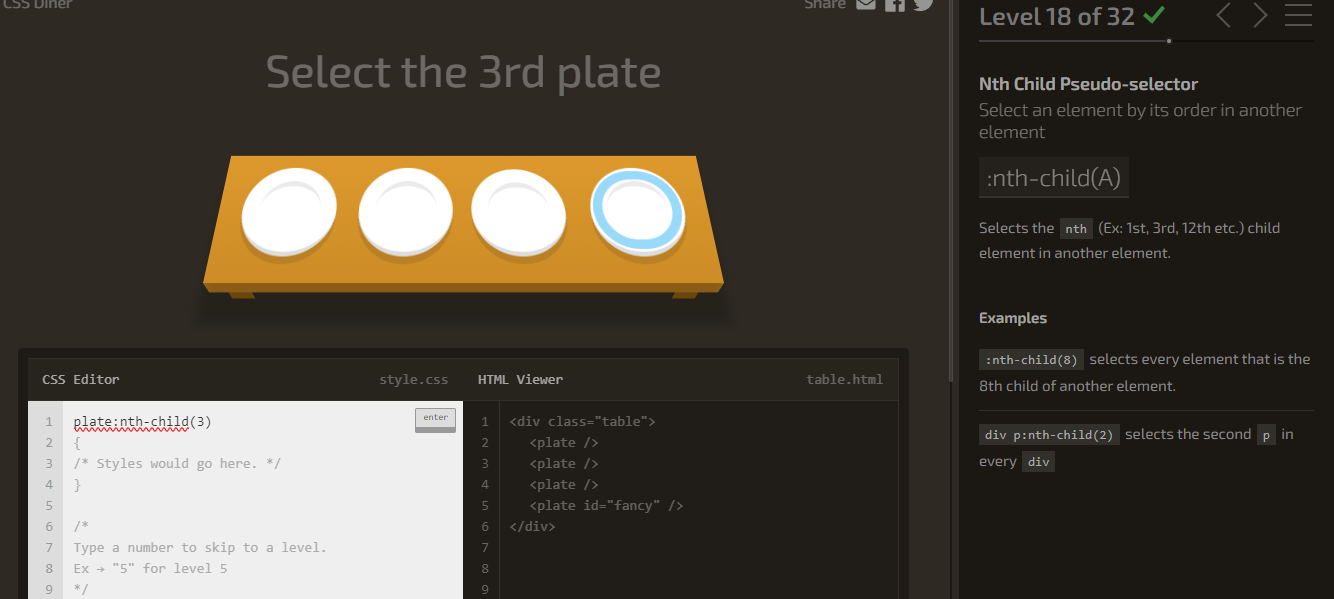 CSS Diner
Share
Select the 3rd plate
CSS Editor style.css
1 plate:nth-child(3) enter
2 {
3 /* Styles would go here. */
4 }
5
6 /*
7 Type a number to skip to a level.
8 Ex → "5" for level 5
9 */
HTML Viewer table.html
1 <div class="table">
2 <plate />
3 <plate />
4 <plate />
5 <plate id="fancy" />
6 </div>
7
8
9
Level 18 of 32
Nth Child Pseudo-selector
Select an element by its order in another
element
:nth-child(A)
Selects the nth (Ex: 1st, 3rd, 12th etc.) child
element in another element.
Examples
:nth-child(8) selects every element that is the
8th child of another element.
div p:nth-child(2) selects the second p in
every div